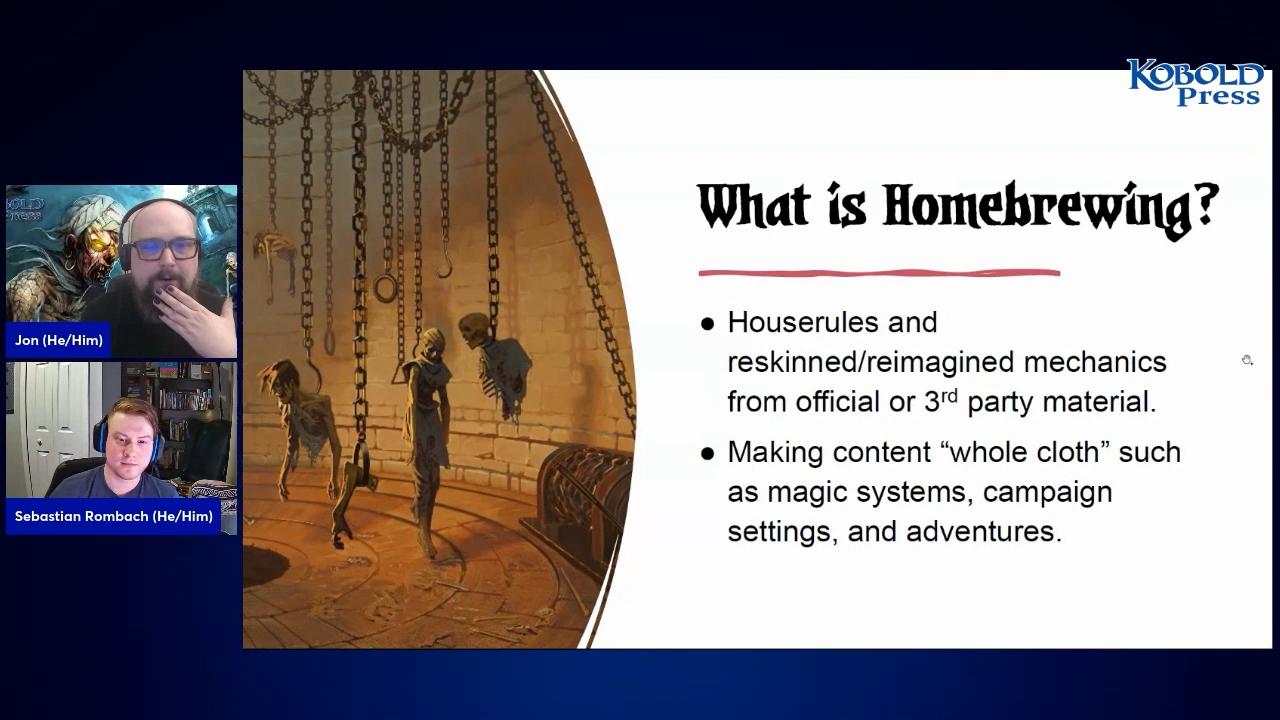 KOBOLD
Press
What is Homebrewing?
● Houserules and
reskinned/reimagined mechanics
from official or 3rd party material.
● Making content “whole cloth” such
as magic systems, campaign
settings, and adventures.
Jon (He/Him)
Sebastian Rombach (He/Him)